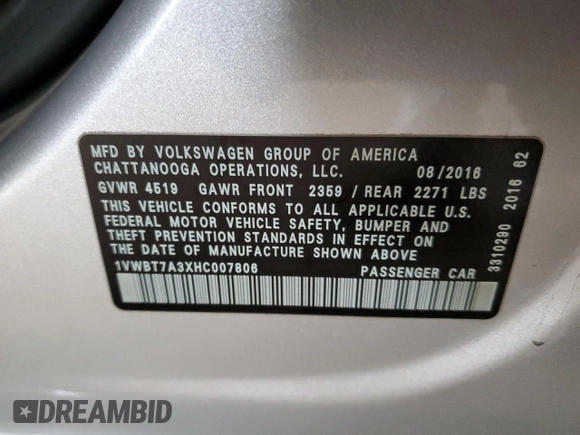 MFD BY VOLKSWAGEN GROUP OF AMERICA
CHATTANOOGA OPERATIONS, LLC. 08/2016
GVWR 4519 GAWR FRONT 2359 / REAR 2271 LBS
THIS VEHICLE CONFORMS TO ALL APPLICABLE U.S.
FEDERAL MOTOR VEHICLE SAFETY, BUMPER AND
THEFT PREVENTION STANDARDS IN EFFECT ON
THE DATE OF MANUFACTURE SHOWN ABOVE
1VWBT7A3XHC007806 PASSENGER CAR
3310290 2016 62
DREAMBID